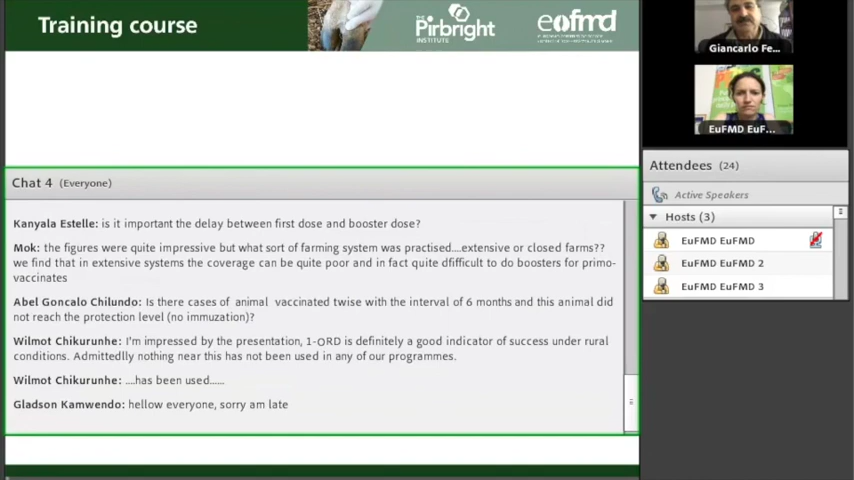 Training course
THE
Pirbright
INSTITUTE
eofmd
Giancarlo Fe...
EuFMD EuF...
Attendees (24)
Active Speakers
Hosts (3)
EuFMD EuFMD
EuFMD EuFMD 2
EuFMD EuFMD 3
Chat 4 (Everyone)
Kanyala Estelle: is it important the delay between first dose and booster dose?
Mok: the figures were quite impressive but what sort of farming system was practised....extensive or closed farms??
we find that in extensive systems the coverage can be quite poor and in fact quite dfifficult to do boosters for primo-
vaccinates
Abel Goncalo Chilundo: Is there cases of animal vaccinated twise with the interval of 6 months and this animal did
not reach the protection level (no immuzation)?
Wilmot Chikurunhe: I'm impressed by the presentation, 1-ORD is definitely a good indicator of success under rural
conditions. Admittedlly nothing near this has not been used in any of our programmes.
Wilmot Chikurunhe: ....has been used.....
Gladson Kamwendo: hellow everyone, sorry am late